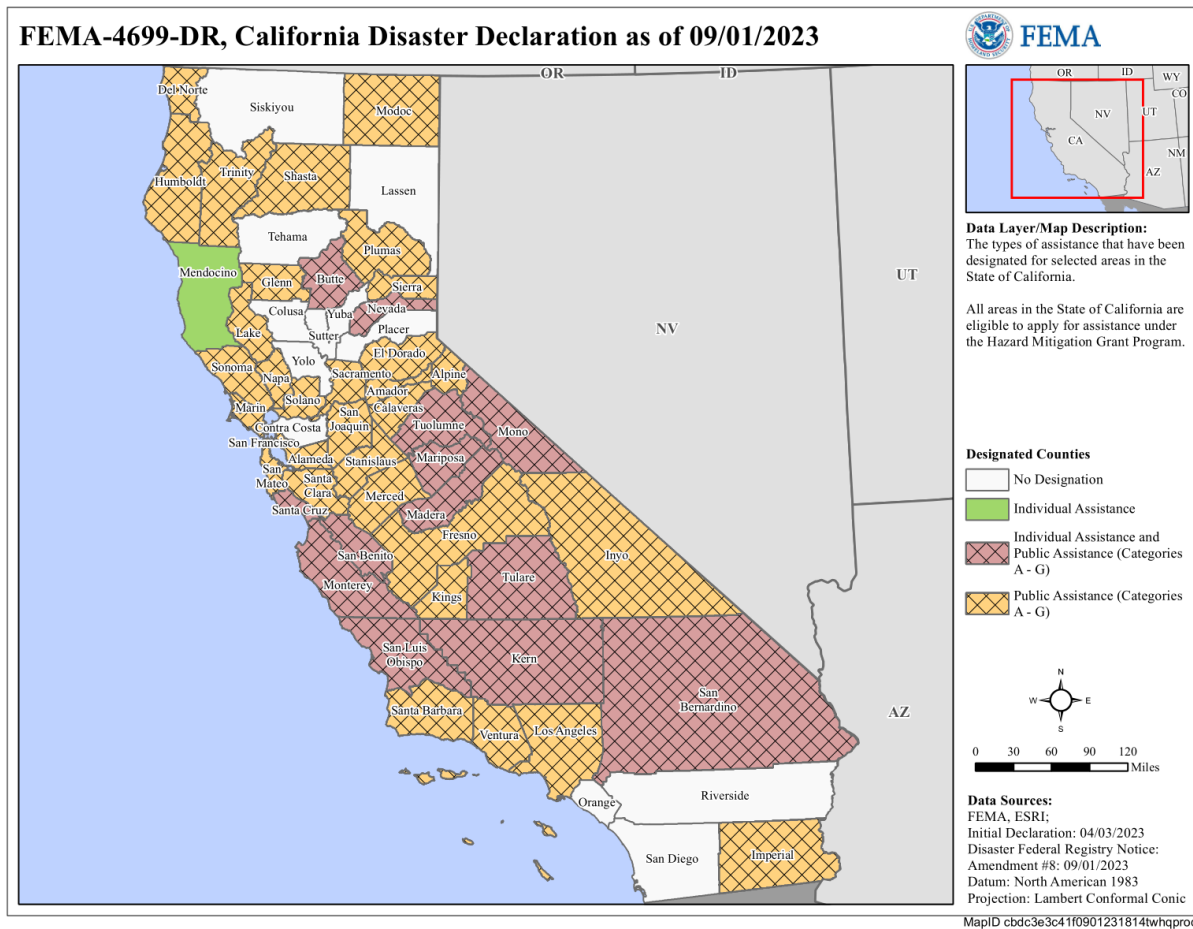 FEMA-4699-DR, California Disaster Declaration as of 09/01/2023
FEMA
OR
ID
Del Norte
Siskiyou
Modoc
Humboldt
Trinity
Shasta
Lassen
Tehama
Plumas
Mendocino
Glenn
Butte
Sierra
Colusa
Yuba
Nevada
Lake
Sutter
Placer
Yolo
El Dorado
Sonoma
Napa
Sacramento
Alpine
Solano
Amador
Marin
San
Joaquin
Calaveras
Contra Costa
Tuolumne
Mono
San Francisco
Alameda
Stanislaus
Mariposa
San
Mateo
Santa
Clara
Merced
Santa Cruz
Madera
Fresno
San Benito
Inyo
Monterey
Kings
Tulare
San Luis
Obispo
Kern
San
Bernardino
Santa Barbara
Ventura
Los Angeles
Orange
Riverside
San Diego
Imperial
NV
UT
AZ
OR
ID
WY
CO
NV
UT
CA
NM
AZ
Data Layer/Map Description:
The types of assistance that have been
designated for selected areas in the
State of California.
All areas in the State of California are
eligible to apply for assistance under
the Hazard Mitigation Grant Program.
Designated Counties
No Designation
Individual Assistance
Individual Assistance and
Public Assistance (Categories
A - G)
Public Assistance (Categories
A - G)
N
W
E
S
0 30 60 90 120
Miles
Data Sources:
FEMA, ESRI;
Initial Declaration: 04/03/2023
Disaster Federal Registry Notice:
Amendment #8: 09/01/2023
Datum: North American 1983
Projection: Lambert Conformal Conic
MapID cbdc3e3c41f0901231814twhqprod